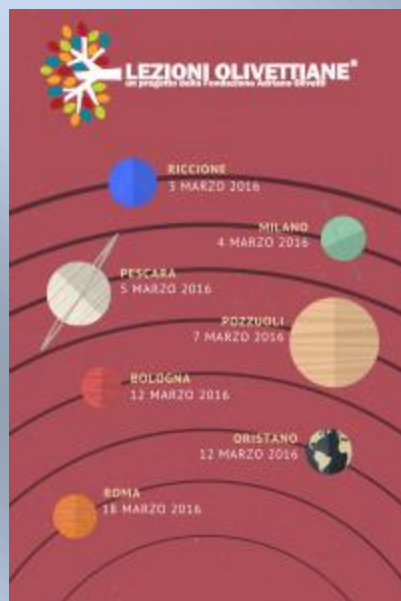 LEZIONI OLIVETTIANE®
un progetto della Fondazione Adriano Olivetti
RICCIONE
3 MARZO 2016
MILANO
4 MARZO 2016
PESCARA
5 MARZO 2016
POZZUOLI
7 MARZO 2016
BOLOGNA
12 MARZO 2016
ORISTANO
12 MARZO 2016
ROMA
18 MARZO 2016